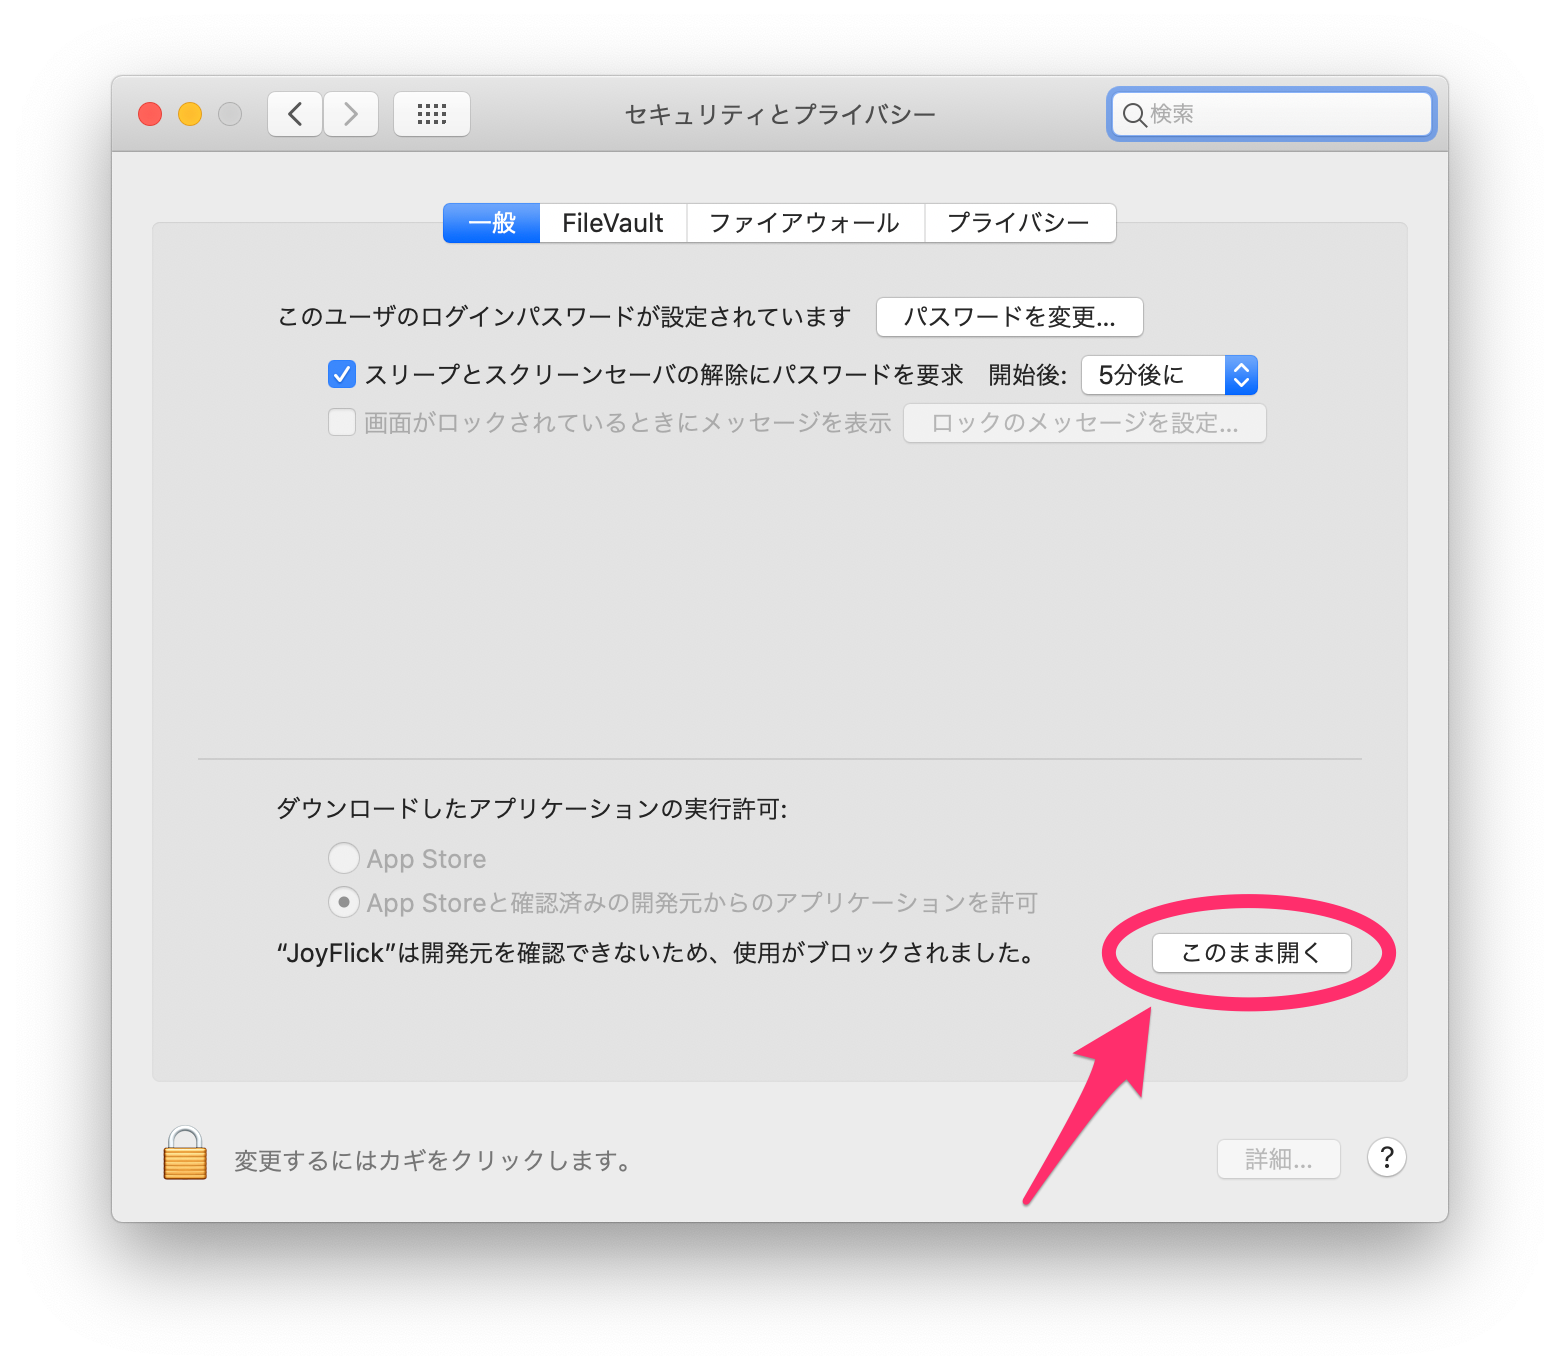 セキュリティとプライバシー
検索
一般 FileVault ファイアウォール プライバシー
このユーザのログインパスワードが設定されています パスワードを変更...
スリープとスクリーンセーバの解除にパスワードを要求 開始後: 5分後に
画面がロックされているときにメッセージを表示 ロックのメッセージを設定...
ダウンロードしたアプリケーションの実行許可:
App Store
App Storeと確認済みの開発元からのアプリケーションを許可
“JoyFlick”は開発元を確認できないため、使用がブロックされました。 このまま開く
変更するにはカギをクリックします。 詳細... ?